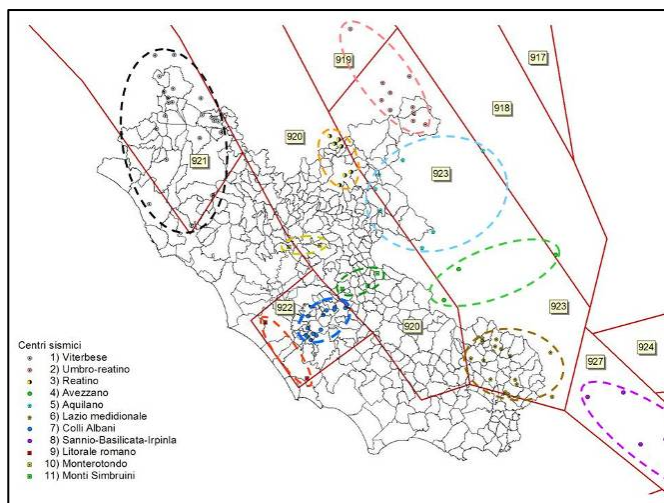 917
919
918
920
921
923
922
920
923
924
927
Centri sismici
1) Viterbese
2) Umbro-reatino
3) Reatino
4) Avezzano
5) Aquilano
6) Lazio medidionale
7) Colli Albani
8) Sannio-Basilicata-Irpinla
9) Litorale romano
10) Monterotondo
11) Monti Simbruini